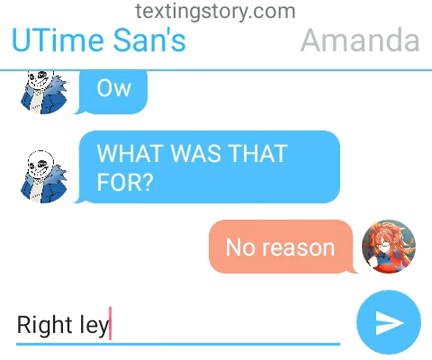 textingstory.com
UTime San's Amanda
Ow
WHAT WAS THAT
FOR?
No reason
Right ley